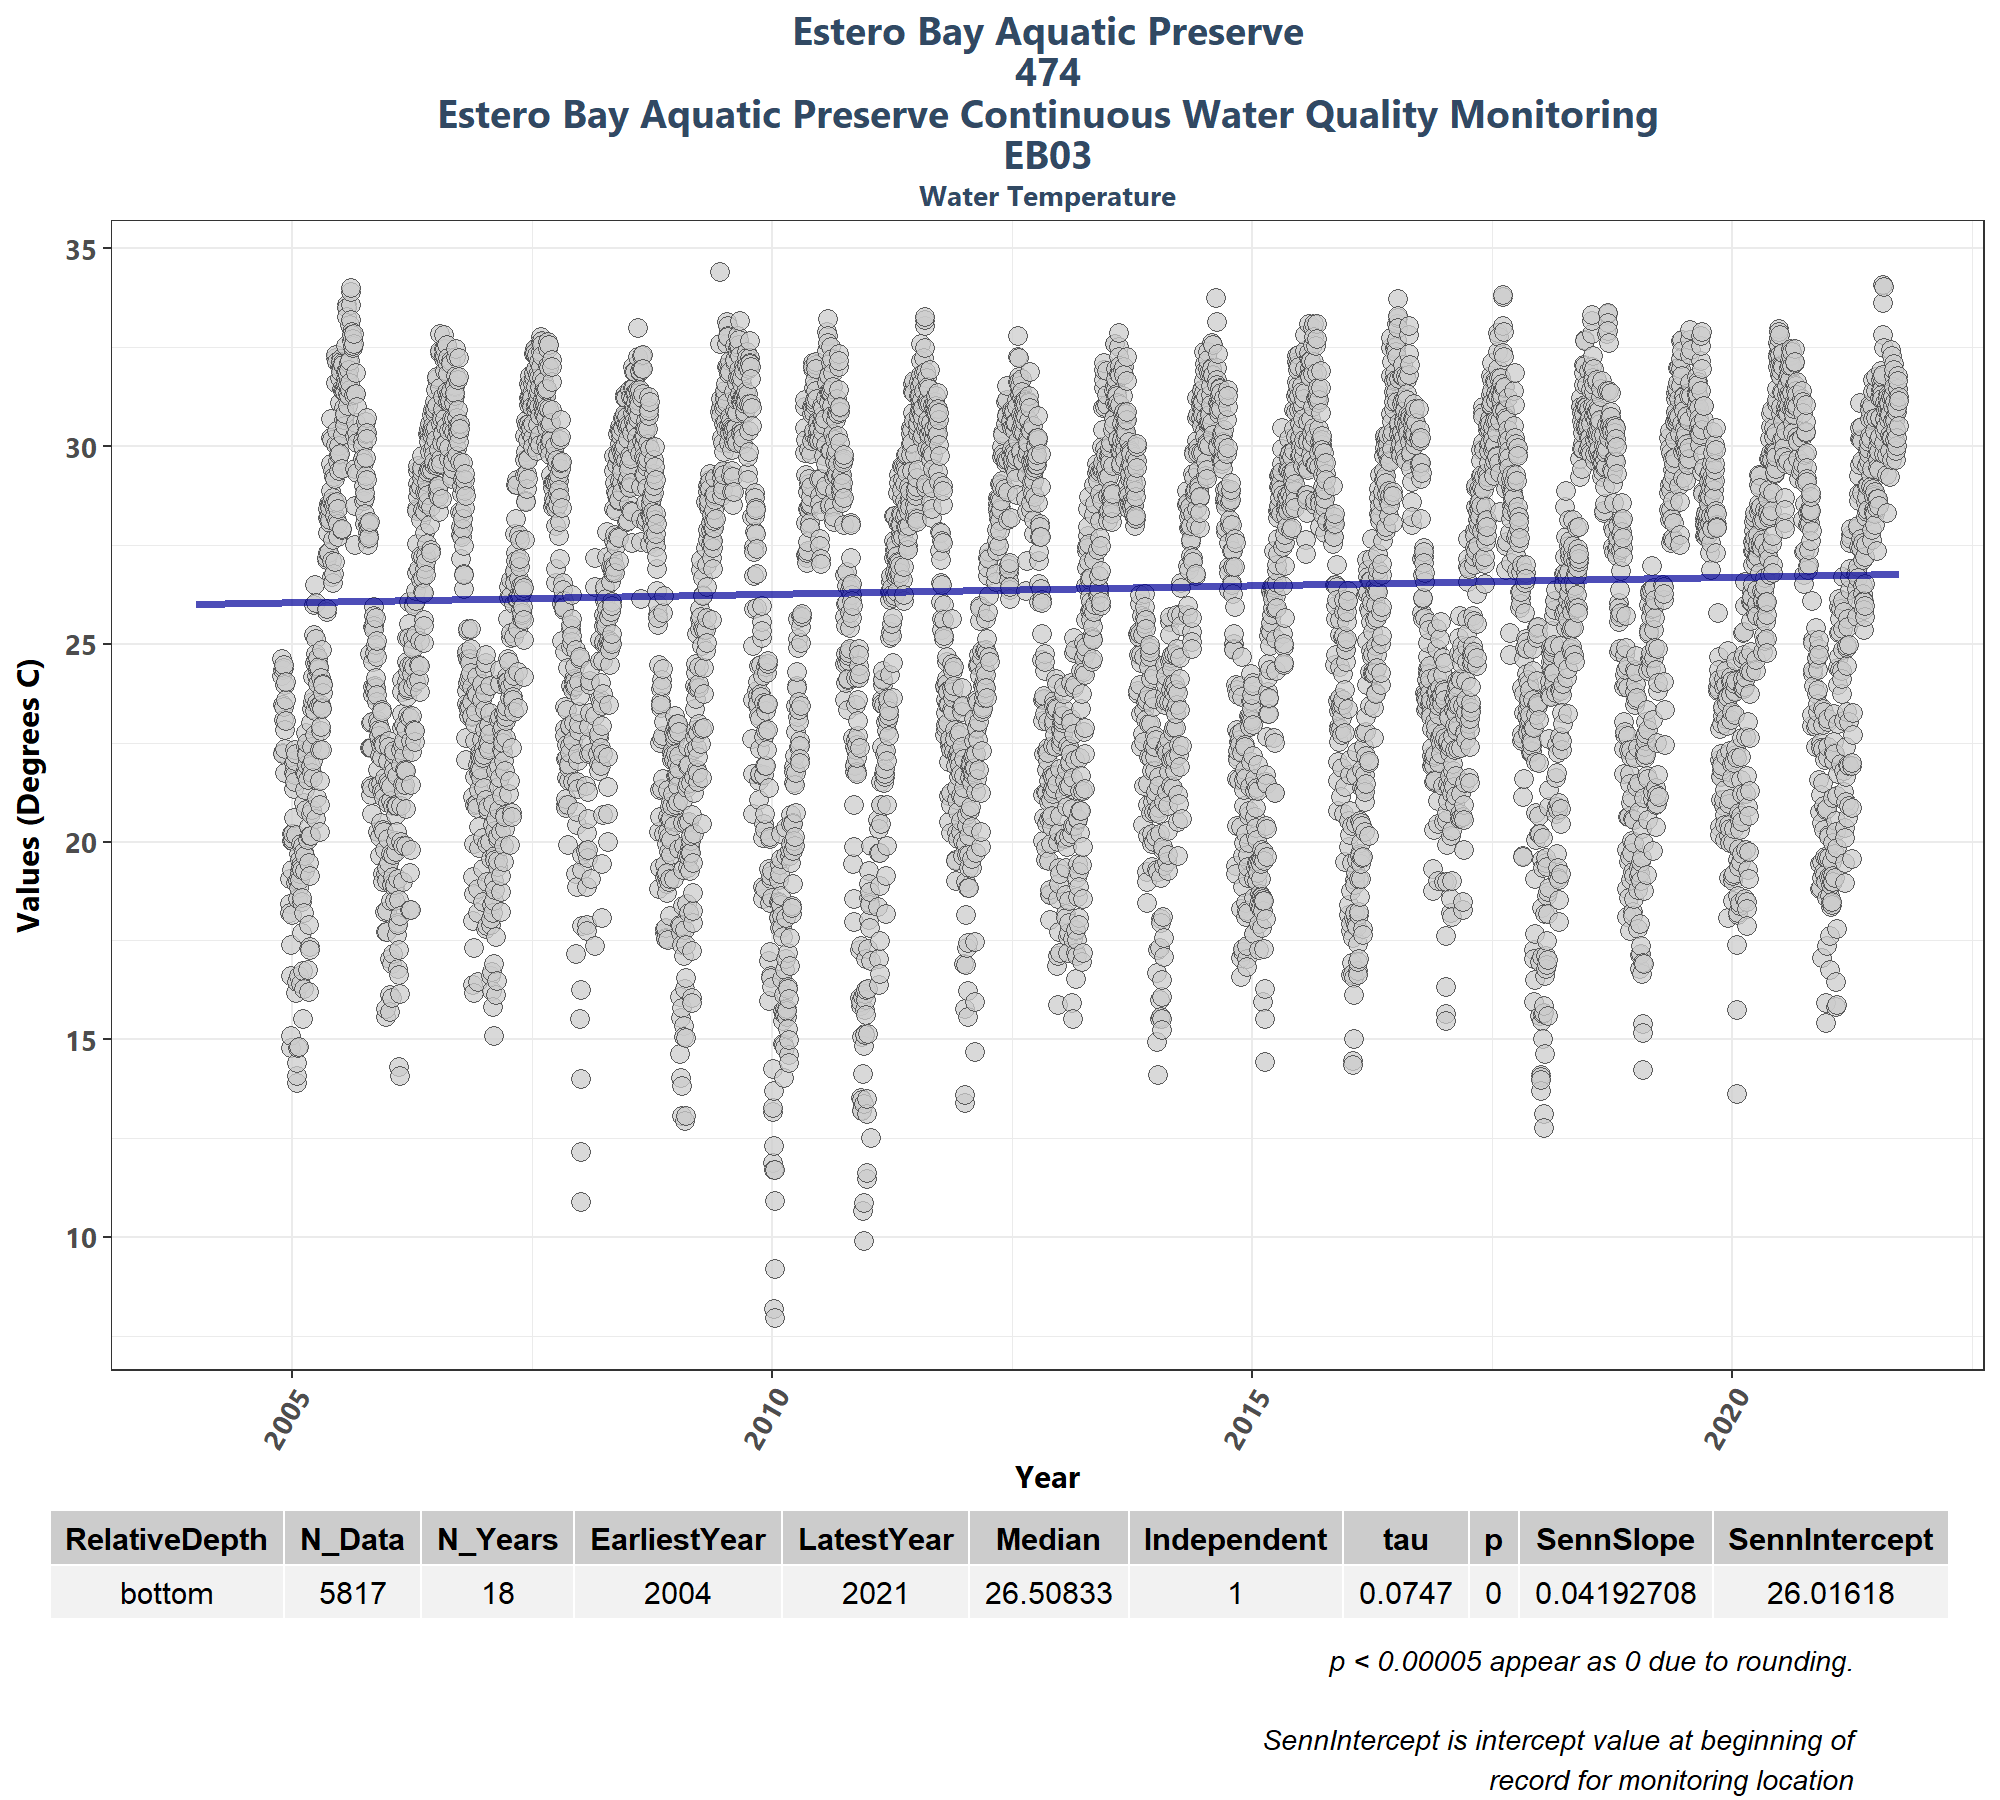 Estero Bay Aquatic Preserve
474
Estero Bay Aquatic Preserve Continuous Water Quality Monitoring
EB03
Water Temperature
Values (Degrees C)
35
30
25
20
15
10
2005
2010
2015
2020
Year
RelativeDepth N_Data N_Years EarliestYear LatestYear Median Independent tau p SennSlope SennIntercept
bottom 5817 18 2004 2021 26.50833 1 0.0747 0 0.04192708 26.01618
p < 0.00005 appear as 0 due to rounding.
SennIntercept is intercept value at beginning of
record for monitoring location